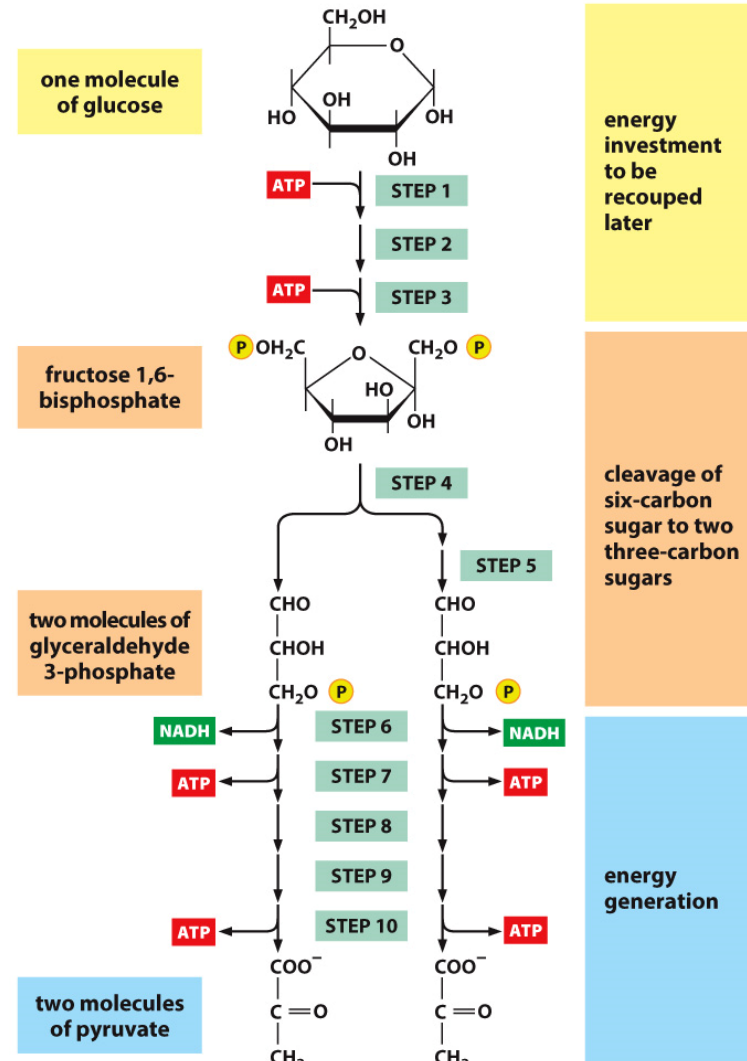 CH2OH
O
one molecule
of glucose
OH
HO
OH
OH
energy
investment
to be
recouped
later
ATP
STEP 1
STEP 2
ATP
STEP 3
P OH2C
O
CH2O P
fructose 1,6-
bisphosphate
HO
OH
OH
STEP 4
cleavage of
six-carbon
sugar to two
three-carbon
sugars
STEP 5
two molecules of
glyceraldehyde
3-phosphate
CHO
CHO
CHOH
CHOH
CH2O P
CH2O P
NADH
STEP 6
NADH
ATP
STEP 7
ATP
STEP 8
STEP 9
energy
generation
ATP
STEP 10
ATP
COO−
COO−
two molecules
of pyruvate
C=O
C=O
CH3
CH3